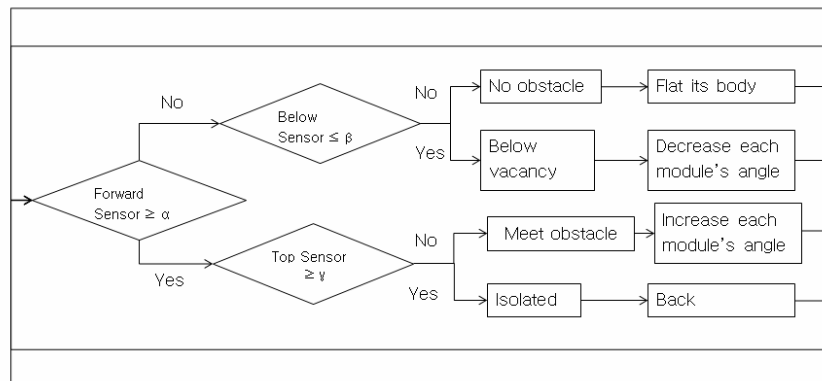 No
Below
Sensor ≤ β
No
Yes
No obstacle
Flat its body
Below
vacancy
Decrease each
module's angle
Forward
Sensor ≥ α
Yes
Top Sensor
≥ γ
No
Yes
Meet obstacle
Increase each
module's angle
Isolated
Back